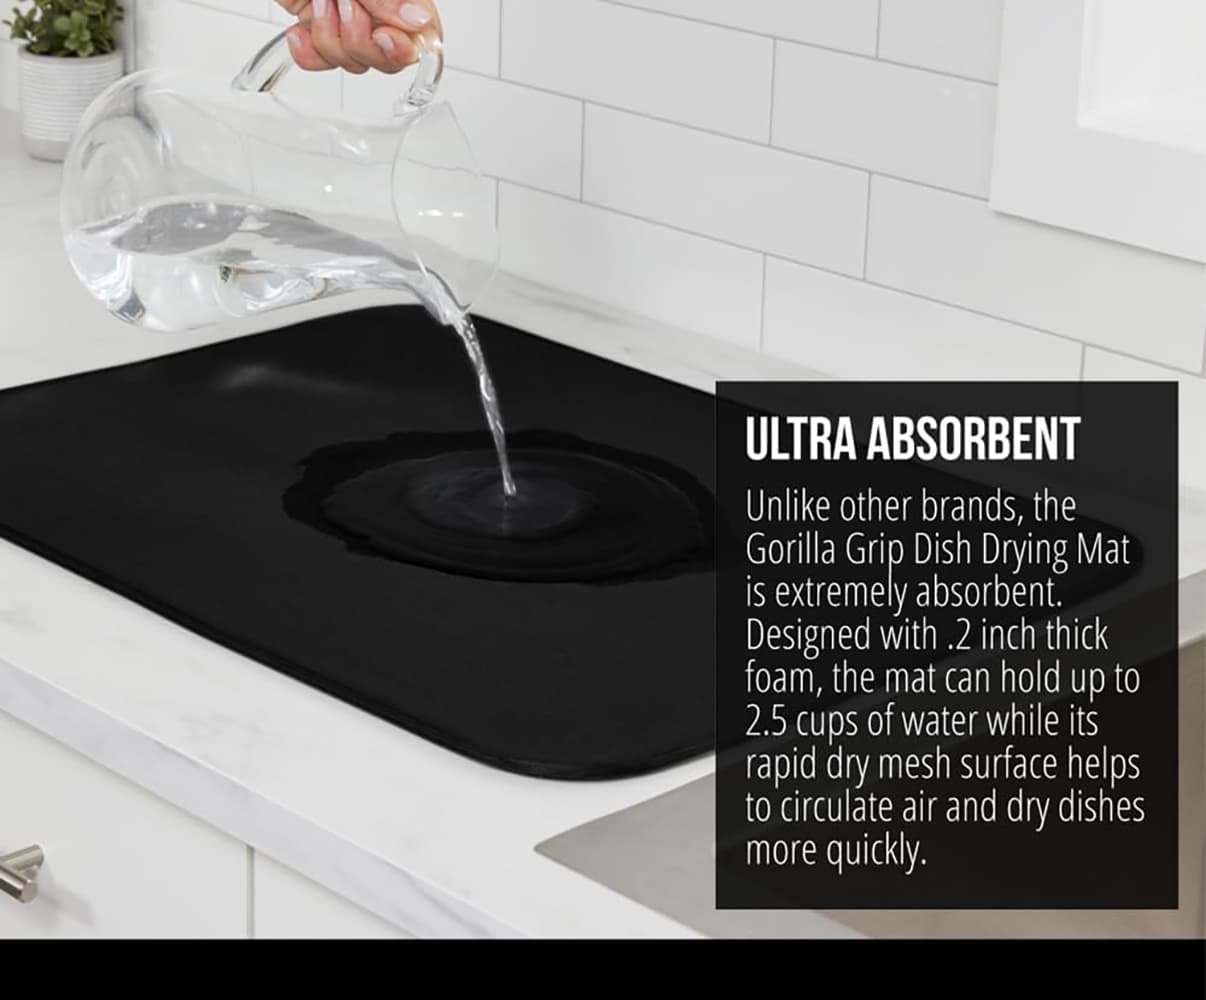 ULTRA ABSORBENT
Unlike other brands, the
Gorilla Grip Dish Drying Mat
is extremely absorbent.
Designed with .2 inch thick
foam, the mat can hold up to
2.5 cups of water while its
rapid dry mesh surface helps
to circulate air and dry dishes
more quickly.